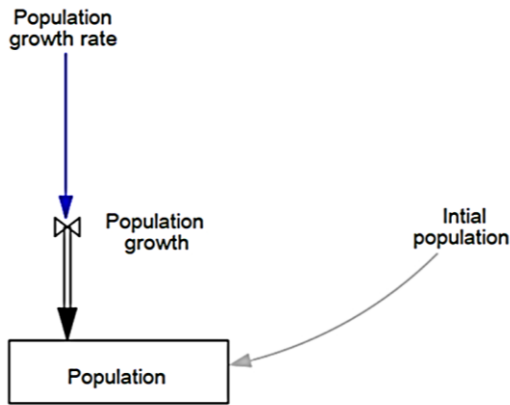 Population
growth rate
Population
growth
Intial
population
Population